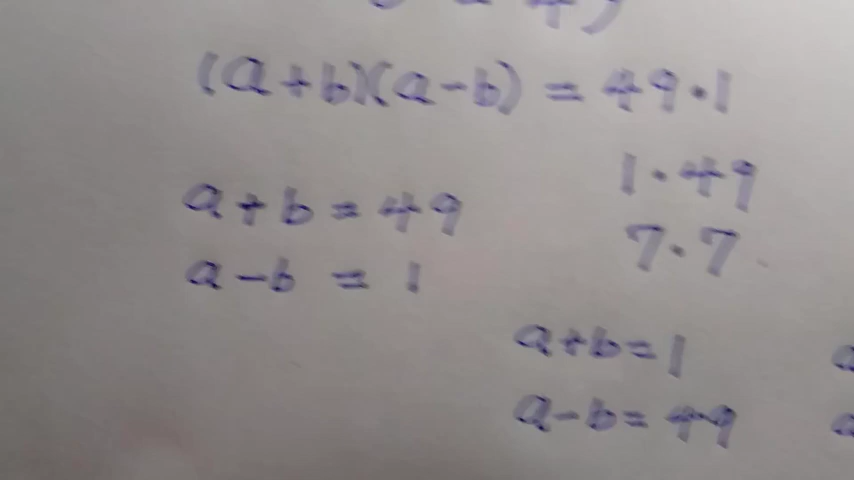 (a+b)(a-b) = 49·1
1·49
a+b = 49
7·7
a-b = 1
a+b=1
a-b=49